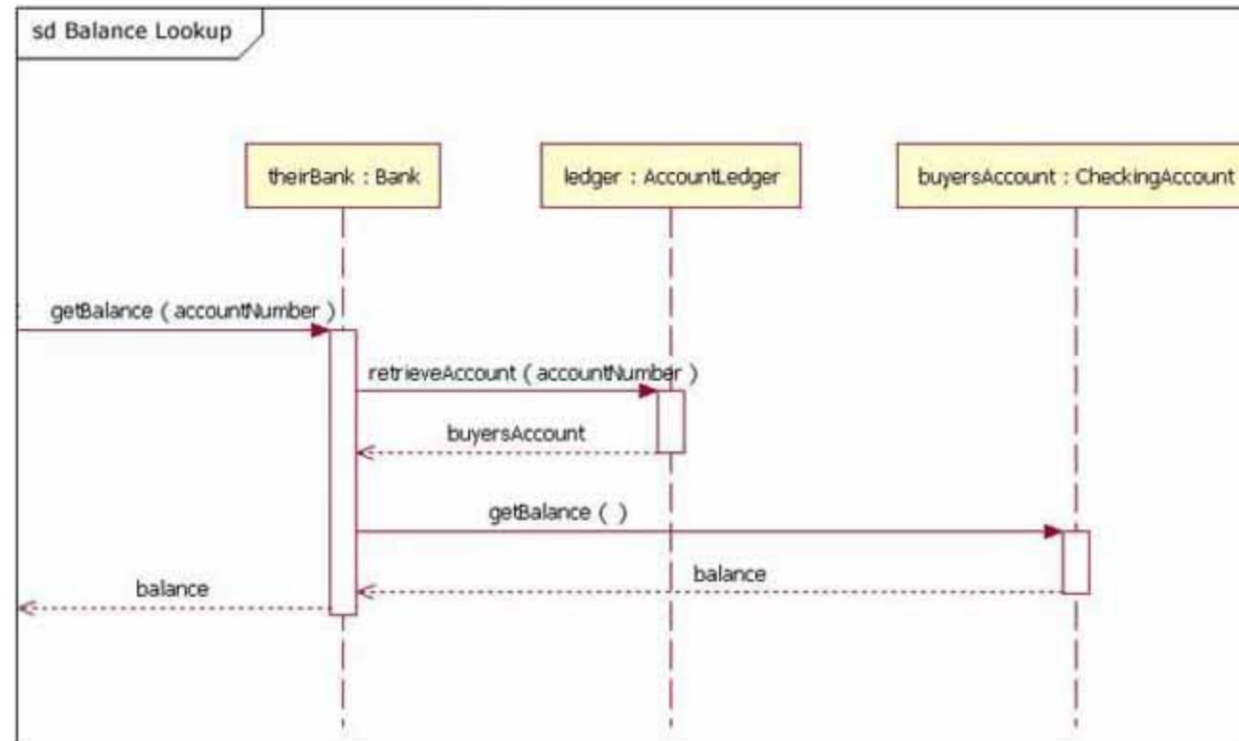 sd Balance Lookup
theirBank : Bank
ledger : AccountLedger
buyersAccount : CheckingAccount
getBalance ( accountNumber )
retrieveAccount ( accountNumber )
buyersAccount
getBalance ( )
balance
balance